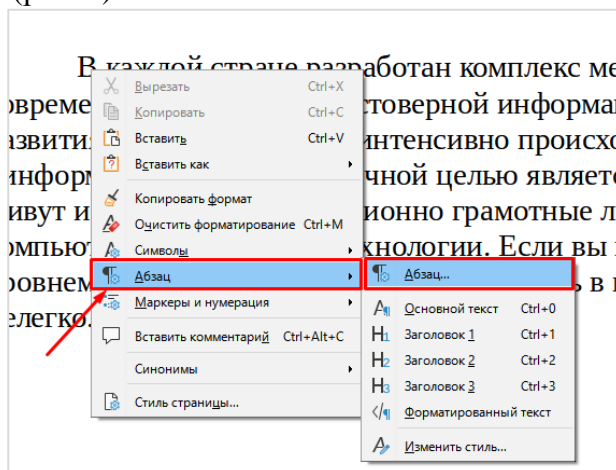 В каждой стране разработан комплекс ме
овреме стоверной информа
азвити интенсивно происхо
инфор чной целью является
ивут и ионно грамотные л
омпьют хнологии. Если вы
ровнем ь в
елегко.
Вырезать Ctrl+X
Копировать Ctrl+C
Вставить Ctrl+V
Вставить как
Копировать формат
Очистить форматирование Ctrl+M
Символы
Абзац
Маркеры и нумерация
Вставить комментарий Ctrl+Alt+C
Синонимы
Стиль страницы...
Абзац...
Основной текст Ctrl+0
Заголовок 1 Ctrl+1
Заголовок 2 Ctrl+2
Заголовок 3 Ctrl+3
Форматированный текст
Изменить стиль...